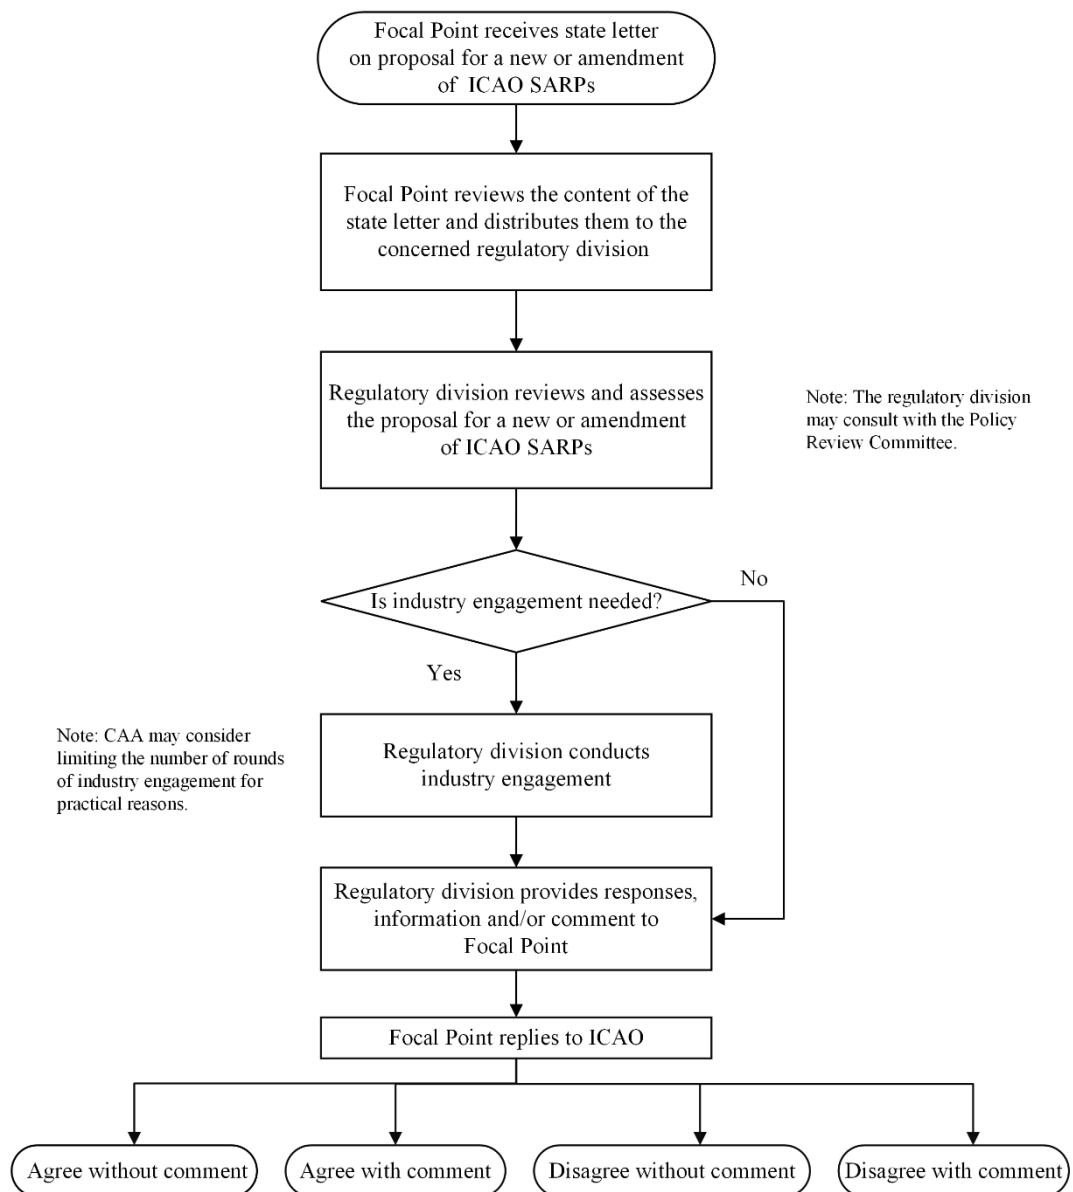 Focal Point receives state letter
on proposal for a new or amendment
of ICAO SARPs
Focal Point reviews the content of the
state letter and distributes them to the
concerned regulatory division
Regulatory division reviews and assesses
the proposal for a new or amendment
of ICAO SARPs
Note: The regulatory division
may consult with the Policy
Review Committee.
Is industry engagement needed?
No
Yes
Note: CAA may consider
limiting the number of rounds
of industry engagement for
practical reasons.
Regulatory division conducts
industry engagement
Regulatory division provides responses,
information and/or comment to
Focal Point
Focal Point replies to ICAO
Agree without comment
Agree with comment
Disagree without comment
Disagree with comment